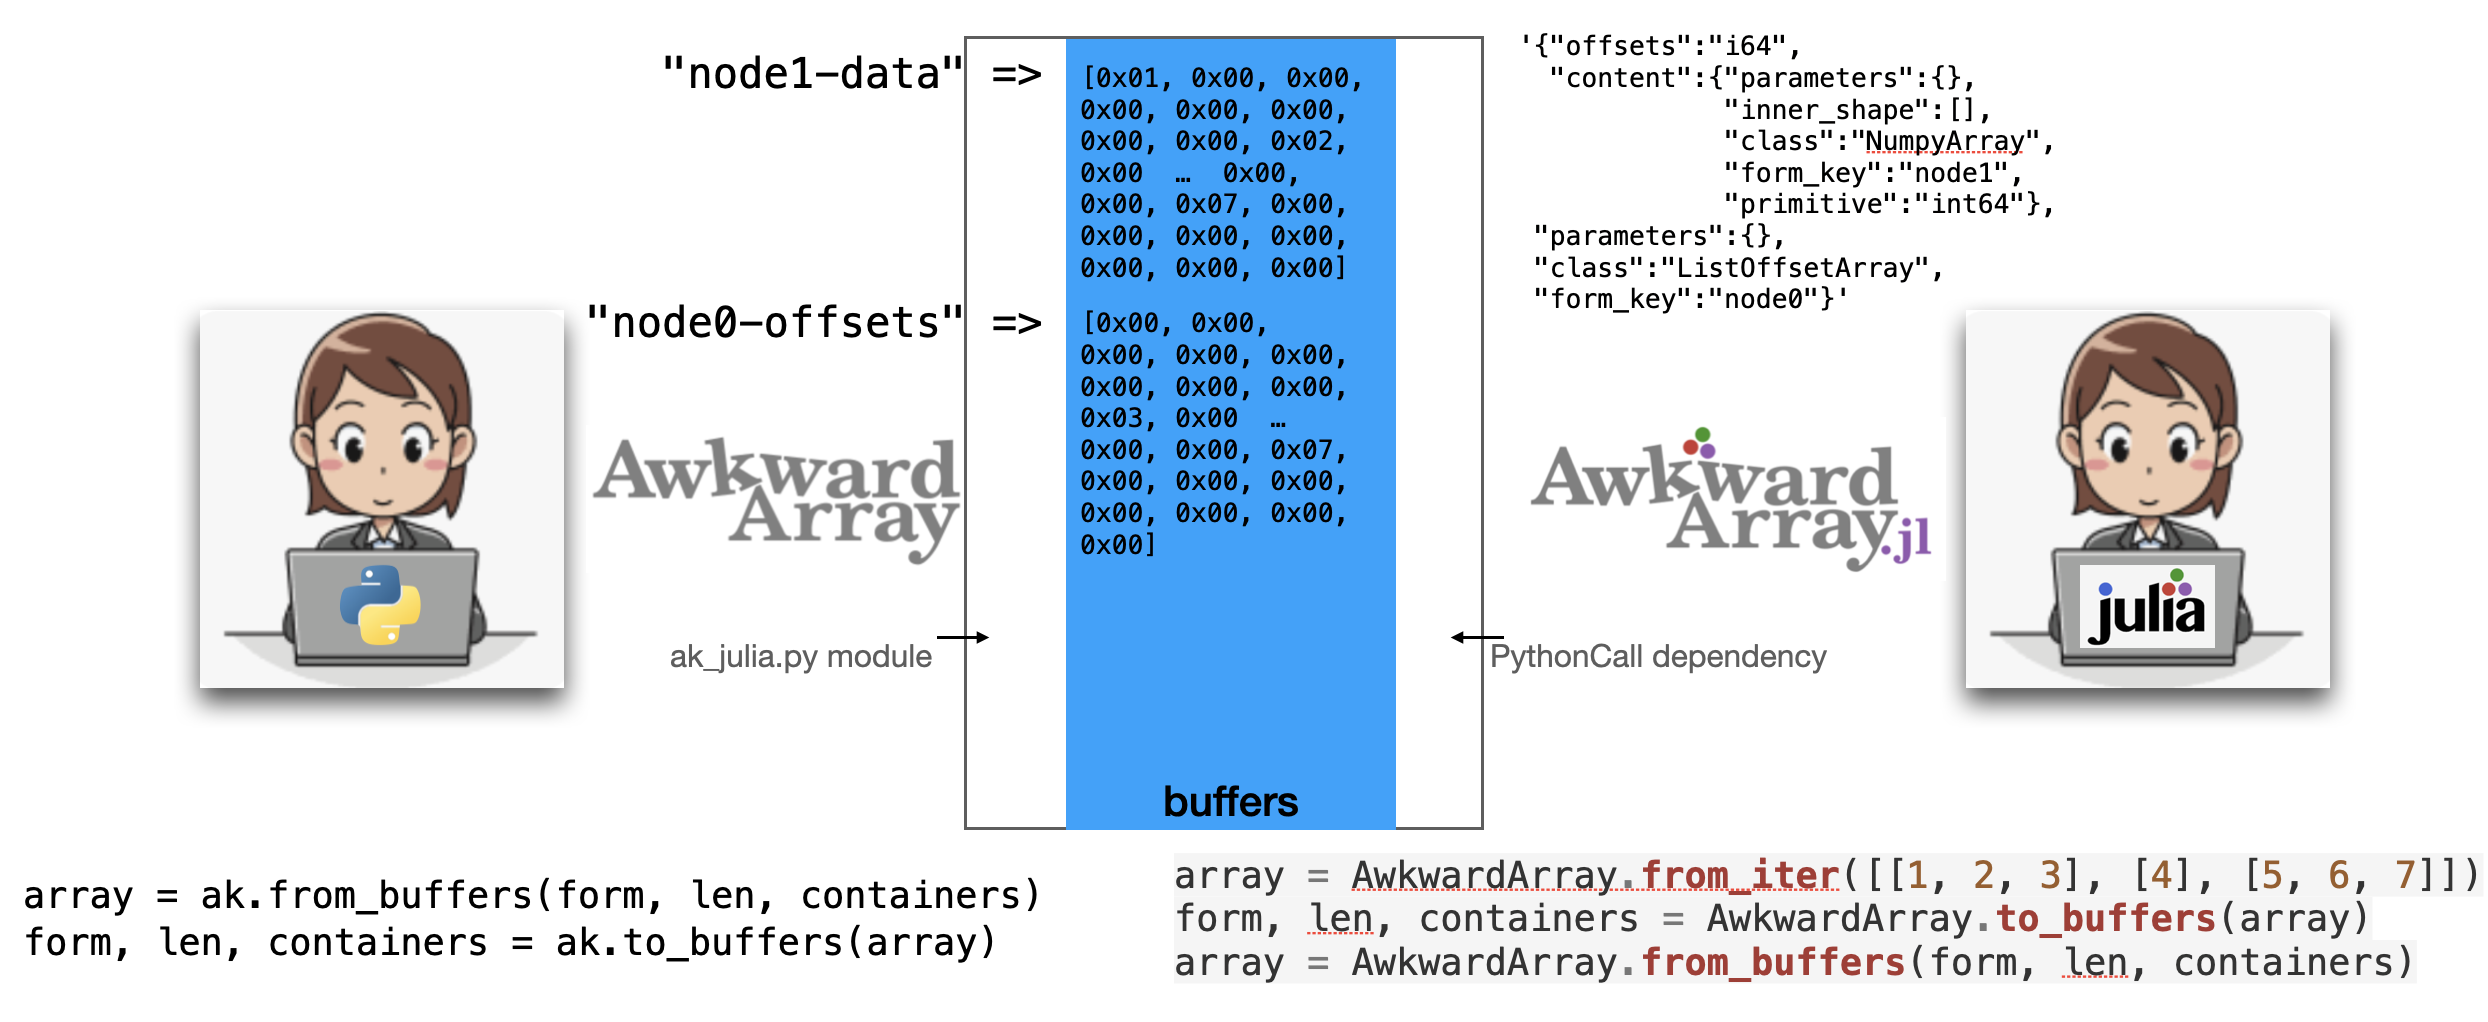 "node1-data" =>
[0x01, 0x00, 0x00,
0x00, 0x00, 0x00,
0x00, 0x00, 0x02,
0x00  …  0x00,
0x00, 0x07, 0x00,
0x00, 0x00, 0x00,
0x00, 0x00, 0x00]
"node0-offsets" =>
[0x00, 0x00,
0x00, 0x00, 0x00,
0x00, 0x00, 0x00,
0x03, 0x00  …
0x00, 0x00, 0x07,
0x00, 0x00, 0x00,
0x00, 0x00, 0x00,
0x00]
buffers
'{"offsets":"i64",
"content":{"parameters":{},
"inner_shape":[],
"class":"NumpyArray",
"form_key":"node1",
"primitive":"int64"},
"parameters":{},
"class":"ListOffsetArray",
"form_key":"node0"}'
Awkward
Array
ak_julia.py module
Awkward
Array.jl
PythonCall dependency
julia
array = ak.from_buffers(form, len, containers)
form, len, containers = ak.to_buffers(array)
array = AwkwardArray.from_iter([[1, 2, 3], [4], [5, 6, 7]])
form, len, containers = AwkwardArray.to_buffers(array)
array = AwkwardArray.from_buffers(form, len, containers)